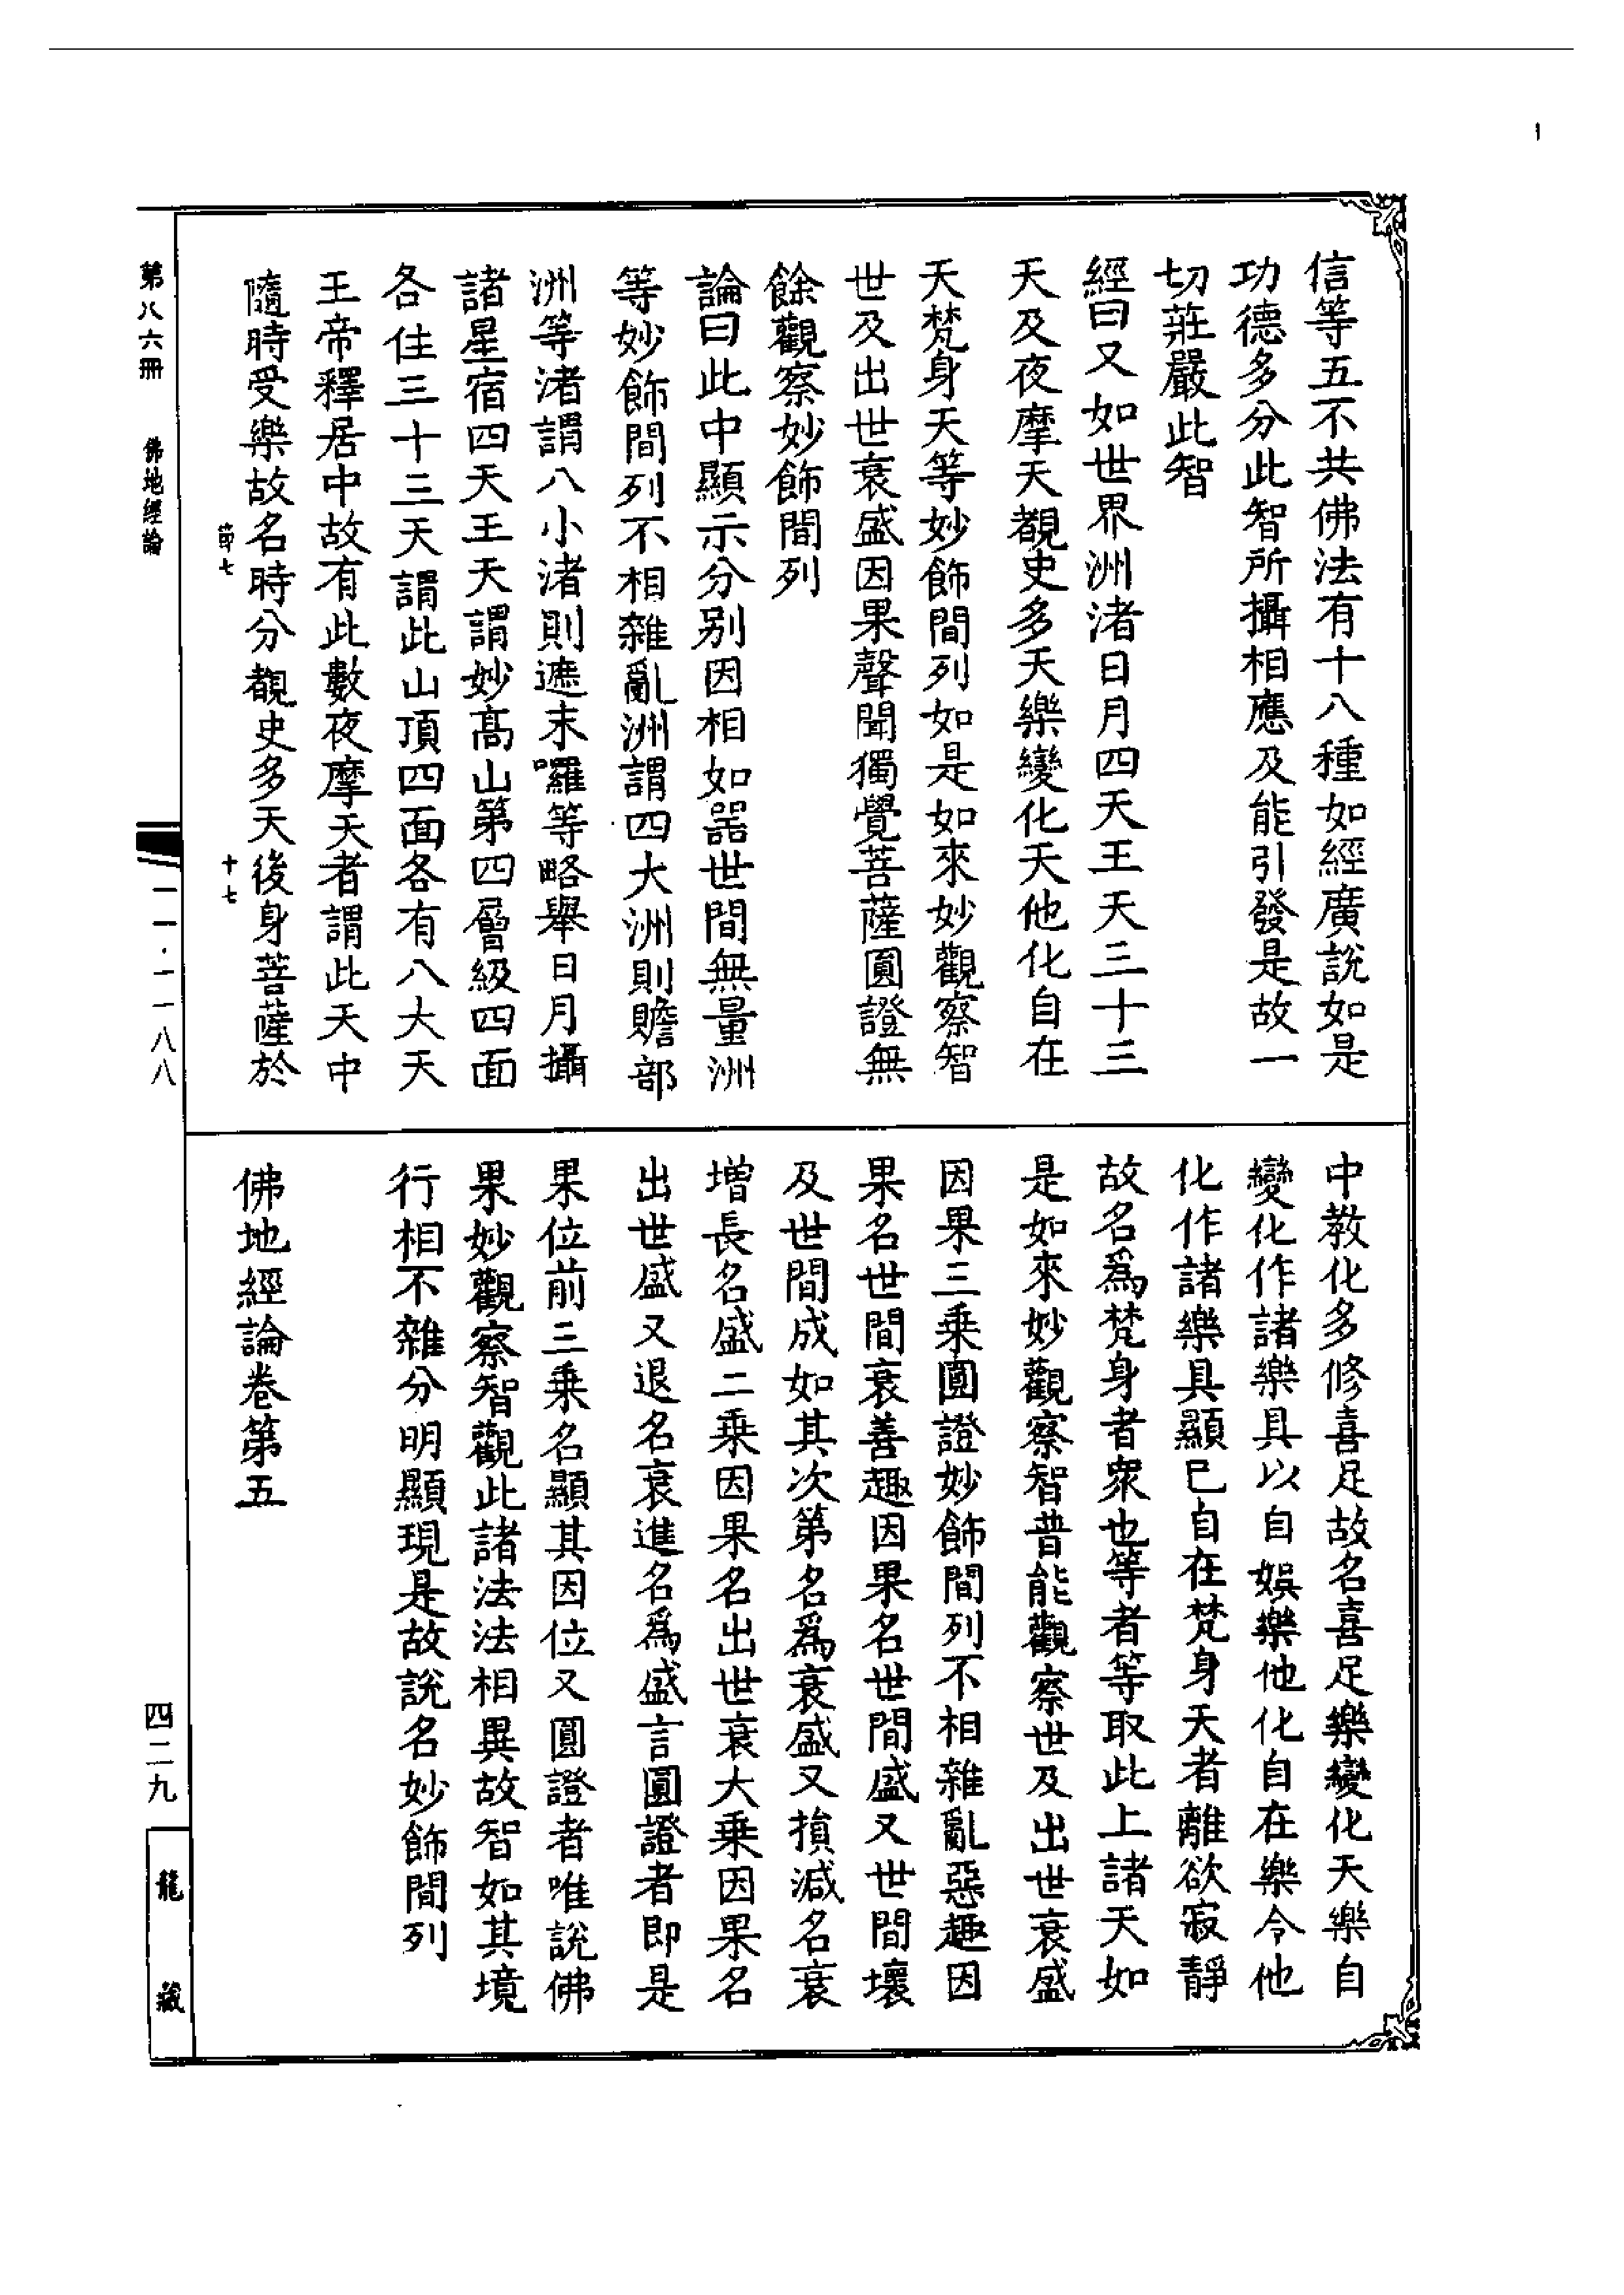 信等五不共佛法有十八種如經廣說如是
功德多分此智所攝相應及能引發是故一
切莊嚴此智
經曰又如世界洲渚日月四天王天三十三
天及夜摩天覩史多天樂變化天他化自在
天梵身天等妙飾間列如是如來妙觀察智
世及出世衰盛因果聲聞獨覺菩薩圓證無
餘觀察妙飾間列
論曰此中顯示分别因相如器世間無量洲
等妙飾間列不相雜亂洲謂四大洲則贍部
洲等渚謂八小渚則遮末囉等略舉日月攝
諸星宿四天王天謂妙高山第四層級四面
各住三十三天謂此山頂四面各有八大天
王帝釋居中故有此數夜摩天者謂此天中
隨時受樂故名時分覩史多天後身菩薩於
中教化多修喜足故名喜足樂變化天樂自
變化作諸樂具以自娛樂他化自在樂令他
化作諸樂具顯已自在梵身天者離欲寂靜
故名爲梵身者衆也等者等取此上諸天如
是如來妙觀察智普能觀察世及出世衰盛
因果三乘圓證妙飾間列不相雜亂惡趣因
果名世間衰善趣因果名世間盛又世間壞
及世間成如其次第名爲衰盛又損減名衰
增長名盛二乘因果名出世衰大乘因果名
出世盛又退名衰進名爲盛言圓證者即是
果位前三乘名顯其因位又圓證者唯說佛
果妙觀察智觀此諸法法相異故智如其境
行相不雜分明顯現是故說名妙飾間列
佛地經論卷第五
節七
十七
第八六冊
佛地經論
一一·一一八八
四二九
龍藏